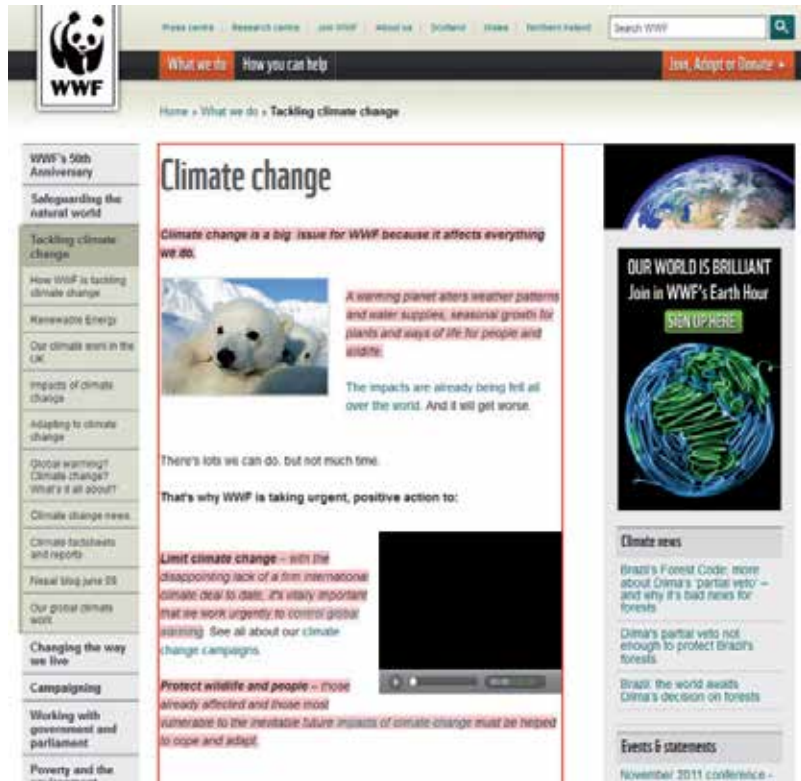 Press centre
Research centre
Join WWF
About us
Scotland
Wales
Northern Ireland
Search WWF
WWF
What we do
How you can help
Join, Adopt or Donate
Home » What we do » Tackling climate change
WWF's 50th
Anniversary
Safeguarding the
natural world
Tackling climate
change
How WWF is tackling
climate change
Renewable Energy
Our climate work in the
UK
Impacts of climate
change
Adapting to climate
change
Global warming?
Climate change?
What's it all about?
Climate change news
Climate factsheets
and reports
Nepal blog june 09
Our global climate
work
Changing the way
we live
Campaigning
Working with
government and
parliament
Poverty and the
environment
Climate change
Climate change is a big issue for WWF because it affects everything
we do.
A warming planet alters weather patterns
and water supplies, seasonal growth for
plants and ways of life for people and
wildlife.
The impacts are already being felt all
over the world. And it will get worse.
There's lots we can do, but not much time.
That's why WWF is taking urgent, positive action to:
Limit climate change – with the
disappointing lack of a firm international
climate deal to date, it's vitally important
that we work urgently to control global
warming. See all about our climate
change campaigns
Protect wildlife and people – those
already affected and those most
vulnerable to the inevitable future impacts of climate change must be helped
to cope and adapt.
OUR WORLD IS BRILLIANT
Join in WWF's Earth Hour
SIGN UP HERE
Climate news
Brazil's Forest Code: more
about Dilma's 'partial veto' –
and why it's bad news for
forests
Dilma's partial veto not
enough to protect Brazil's
forests
Brazil: the world awaits
Dilma's decision on forests
Events & statements
November 2011 conference -